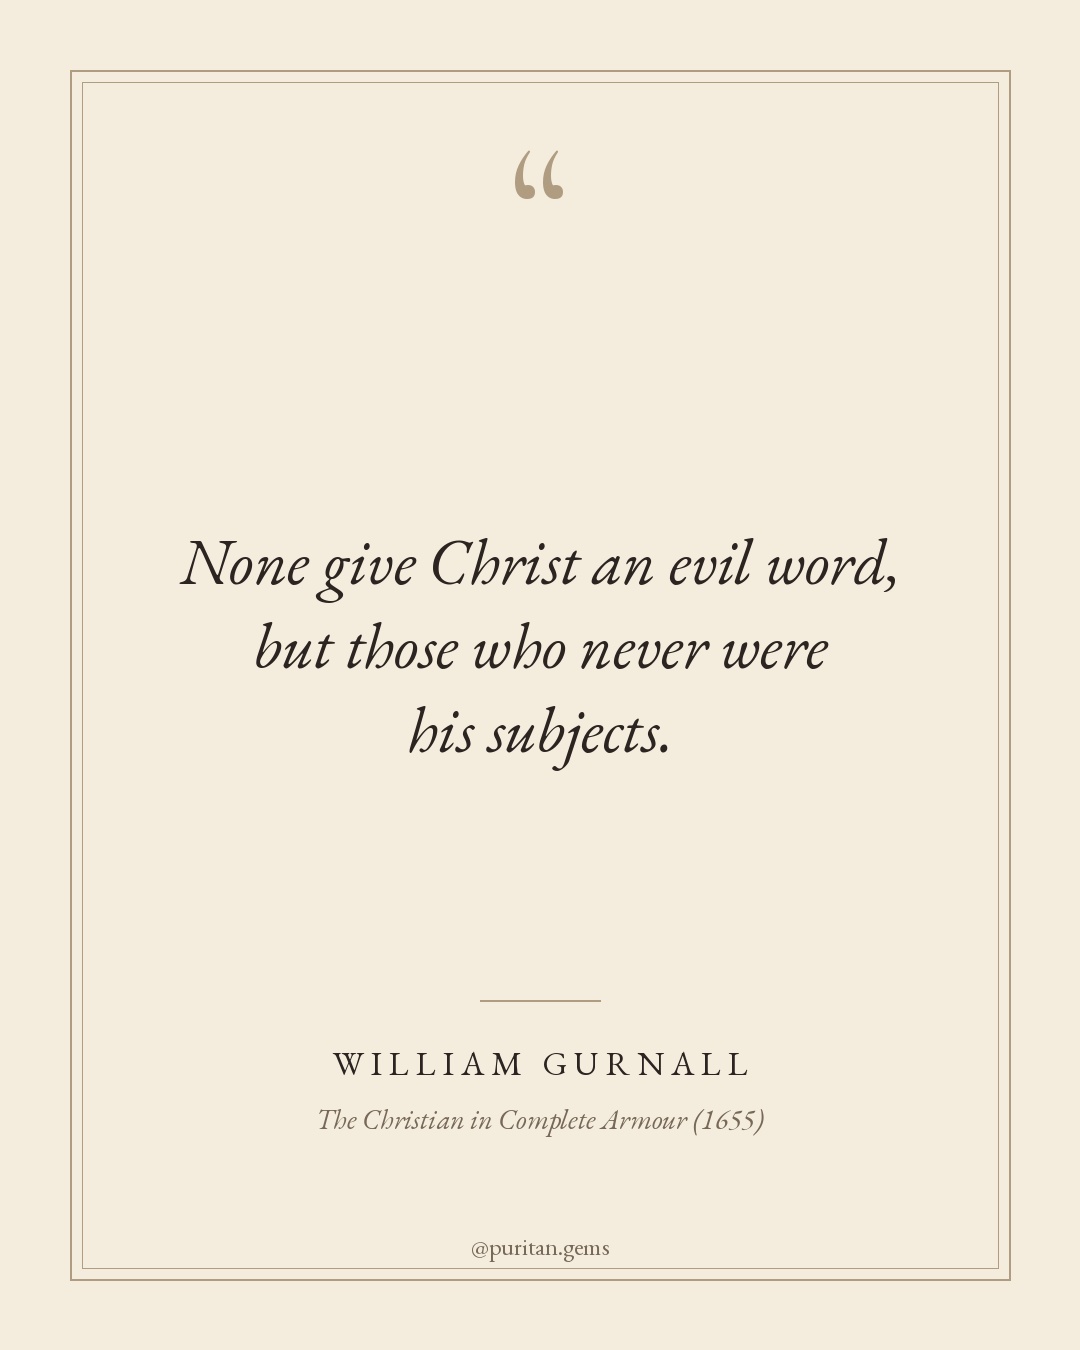 “
None give Christ an evil word,
but those who never were
his subjects.
WILLIAM GURNALL
The Christian in Complete Armour (1655)
@puritan.gems